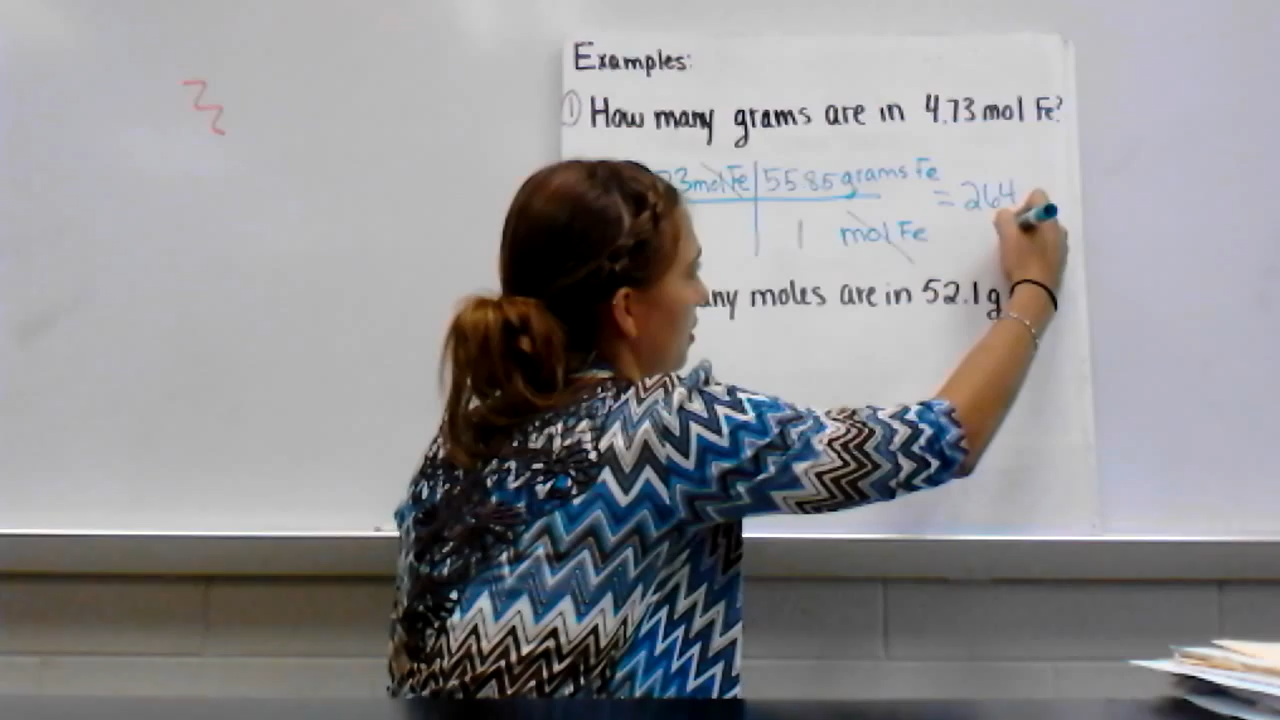 Examples:
① How many grams are in 4.73 mol Fe?
3 mol Fe | 55.85 grams Fe
= 264
1 mol Fe
any moles are in 52.1 g